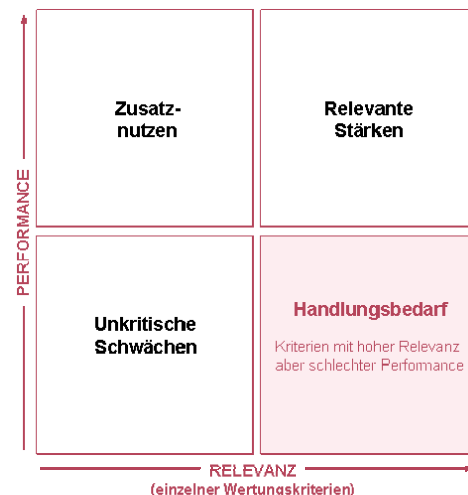 Zusatz-
nutzen
Relevante
Stärken
PERFORMANCE
Unkritische
Schwächen
Handlungsbedarf
Kriterien mit hoher Relevanz
aber schlechter Performance
RELEVANZ
(einzelner Wertungskriterien)